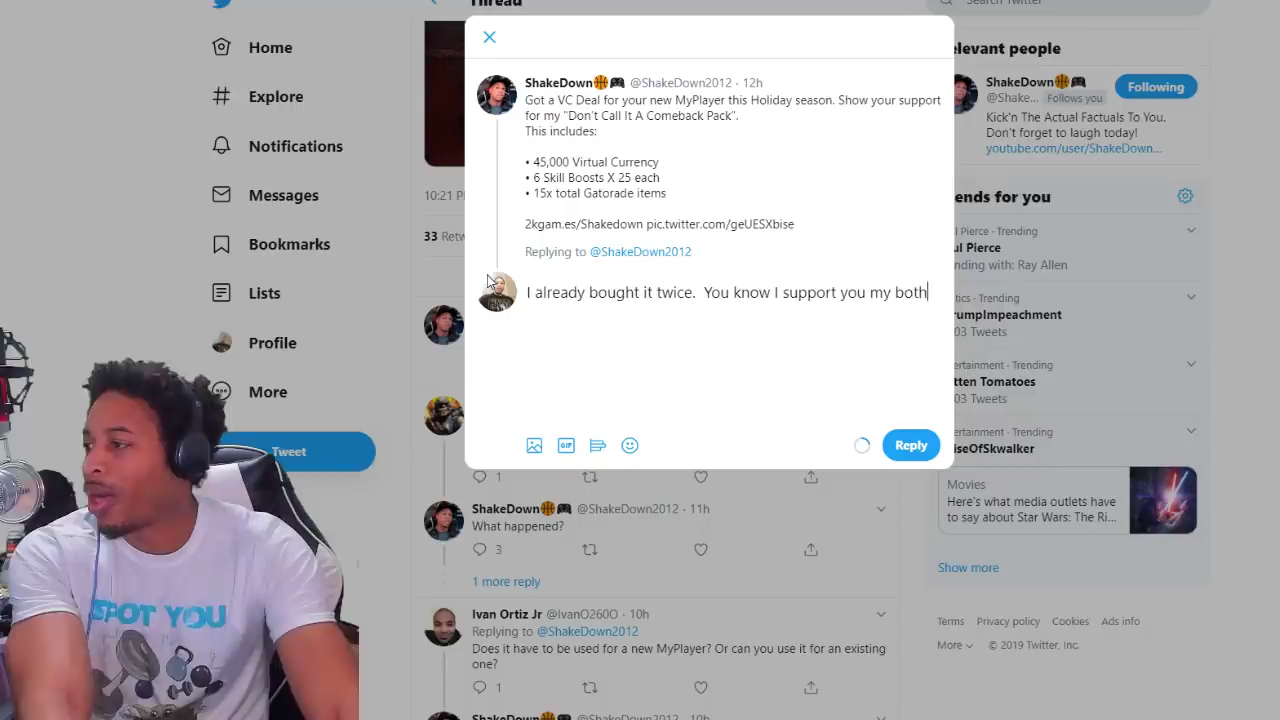 Thread
Search Twitter
Home
Explore
Notifications
Messages
Bookmarks
Lists
Profile
More
Tweet
10:21 P
33 Retw
ShakeDown @ShakeDown2012 · 12h
Got a VC Deal for your new MyPlayer this Holiday season. Show your support
for my "Don't Call It A Comeback Pack".
This includes:
• 45,000 Virtual Currency
• 6 Skill Boosts X 25 each
• 15x total Gatorade items
2kgam.es/Shakedown pic.twitter.com/geUESXbise
Replying to @ShakeDown2012
I already bought it twice.  You know I support you my both
GIF
Reply
1
ShakeDown @ShakeDown2012 · 11h
What happened?
3
1 more reply
Ivan Ortiz Jr @IvanO260O · 10h
Replying to @ShakeDown2012
Does it have to be used for a new MyPlayer? Or can you use it for an existing
one?
1
ShakeDown @ShakeDown2012 · 10h
elevant people
ShakeDown
@Shake... Follows you
Following
Kick'n The Actual Factuals To You.
Don't forget to laugh today!
youtube.com/user/ShakeDown...
ends for you
l Pierce · Trending
ul Pierce
nding with: Ray Allen
tics · Trending
rumpImpeachment
03 Tweets
ertainment · Trending
tten Tomatoes
03 Tweets
ertainment · Trending
iseOfSkwalker
Movies
Here's what media outlets have
to say about Star Wars: The Ri...
Show more
Terms Privacy policy Cookies Ads info
More © 2019 Twitter, Inc.
SPOT YOU